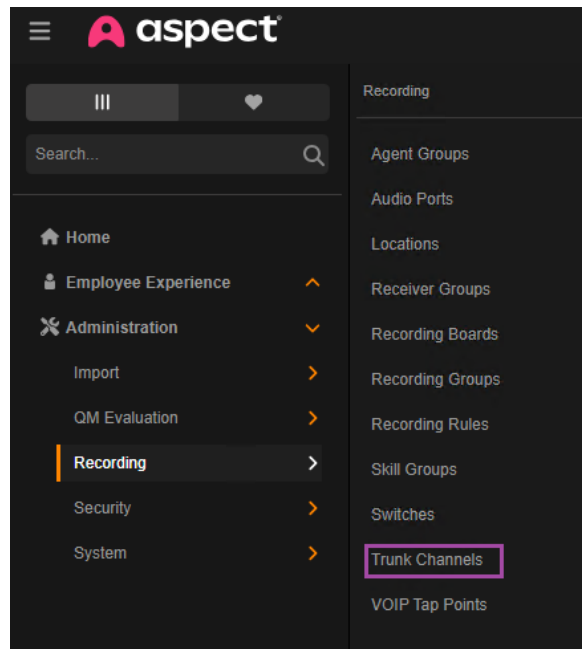 aspect
Search...
Home
Employee Experience
Administration
Import
QM Evaluation
Recording
Security
System
Recording
Agent Groups
Audio Ports
Locations
Receiver Groups
Recording Boards
Recording Groups
Recording Rules
Skill Groups
Switches
Trunk Channels
VOIP Tap Points